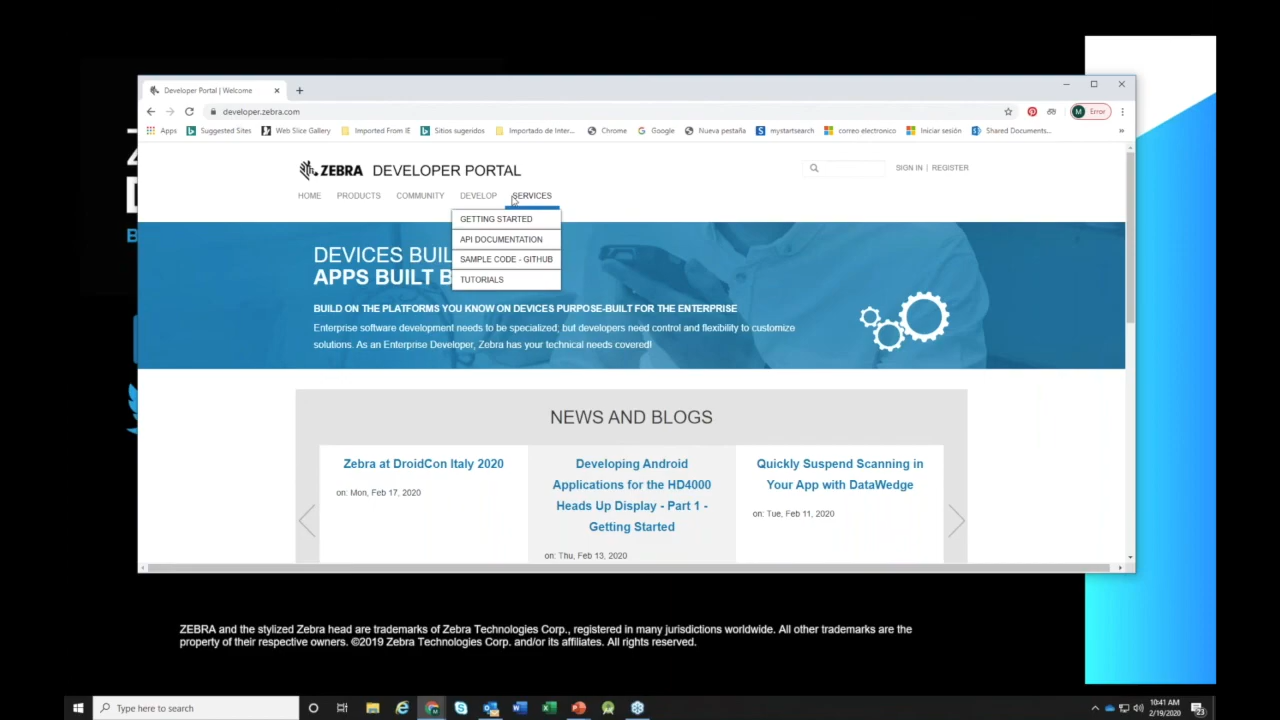 Developer Portal | Welcome
developer.zebra.com
Error
Apps Suggested Sites Web Slice Gallery Imported From IE Sitios sugeridos Importado de Inter... Chrome Google Nueva pestaña mystartsearch correo electronico Iniciar sesión Shared Documents...
ZEBRA DEVELOPER PORTAL
SIGN IN | REGISTER
HOME PRODUCTS COMMUNITY DEVELOP SERVICES
GETTING STARTED
API DOCUMENTATION
SAMPLE CODE - GITHUB
TUTORIALS
DEVICES BUIL
APPS BUILT B
BUILD ON THE PLATFORMS YOU KNOW ON DEVICES PURPOSE-BUILT FOR THE ENTERPRISE
Enterprise software development needs to be specialized; but developers need control and flexibility to customize
solutions. As an Enterprise Developer, Zebra has your technical needs covered!
NEWS AND BLOGS
Zebra at DroidCon Italy 2020
on: Mon, Feb 17, 2020
Developing Android
Applications for the HD4000
Heads Up Display - Part 1 -
Getting Started
on: Thu, Feb 13, 2020
Quickly Suspend Scanning in
Your App with DataWedge
on: Tue, Feb 11, 2020
ZEBRA and the stylized Zebra head are trademarks of Zebra Technologies Corp., registered in many jurisdictions worldwide. All other trademarks are the
property of their respective owners. ©2019 Zebra Technologies Corp. and/or its affiliates. All rights reserved.
Type here to search
10:41 AM
2/19/2020